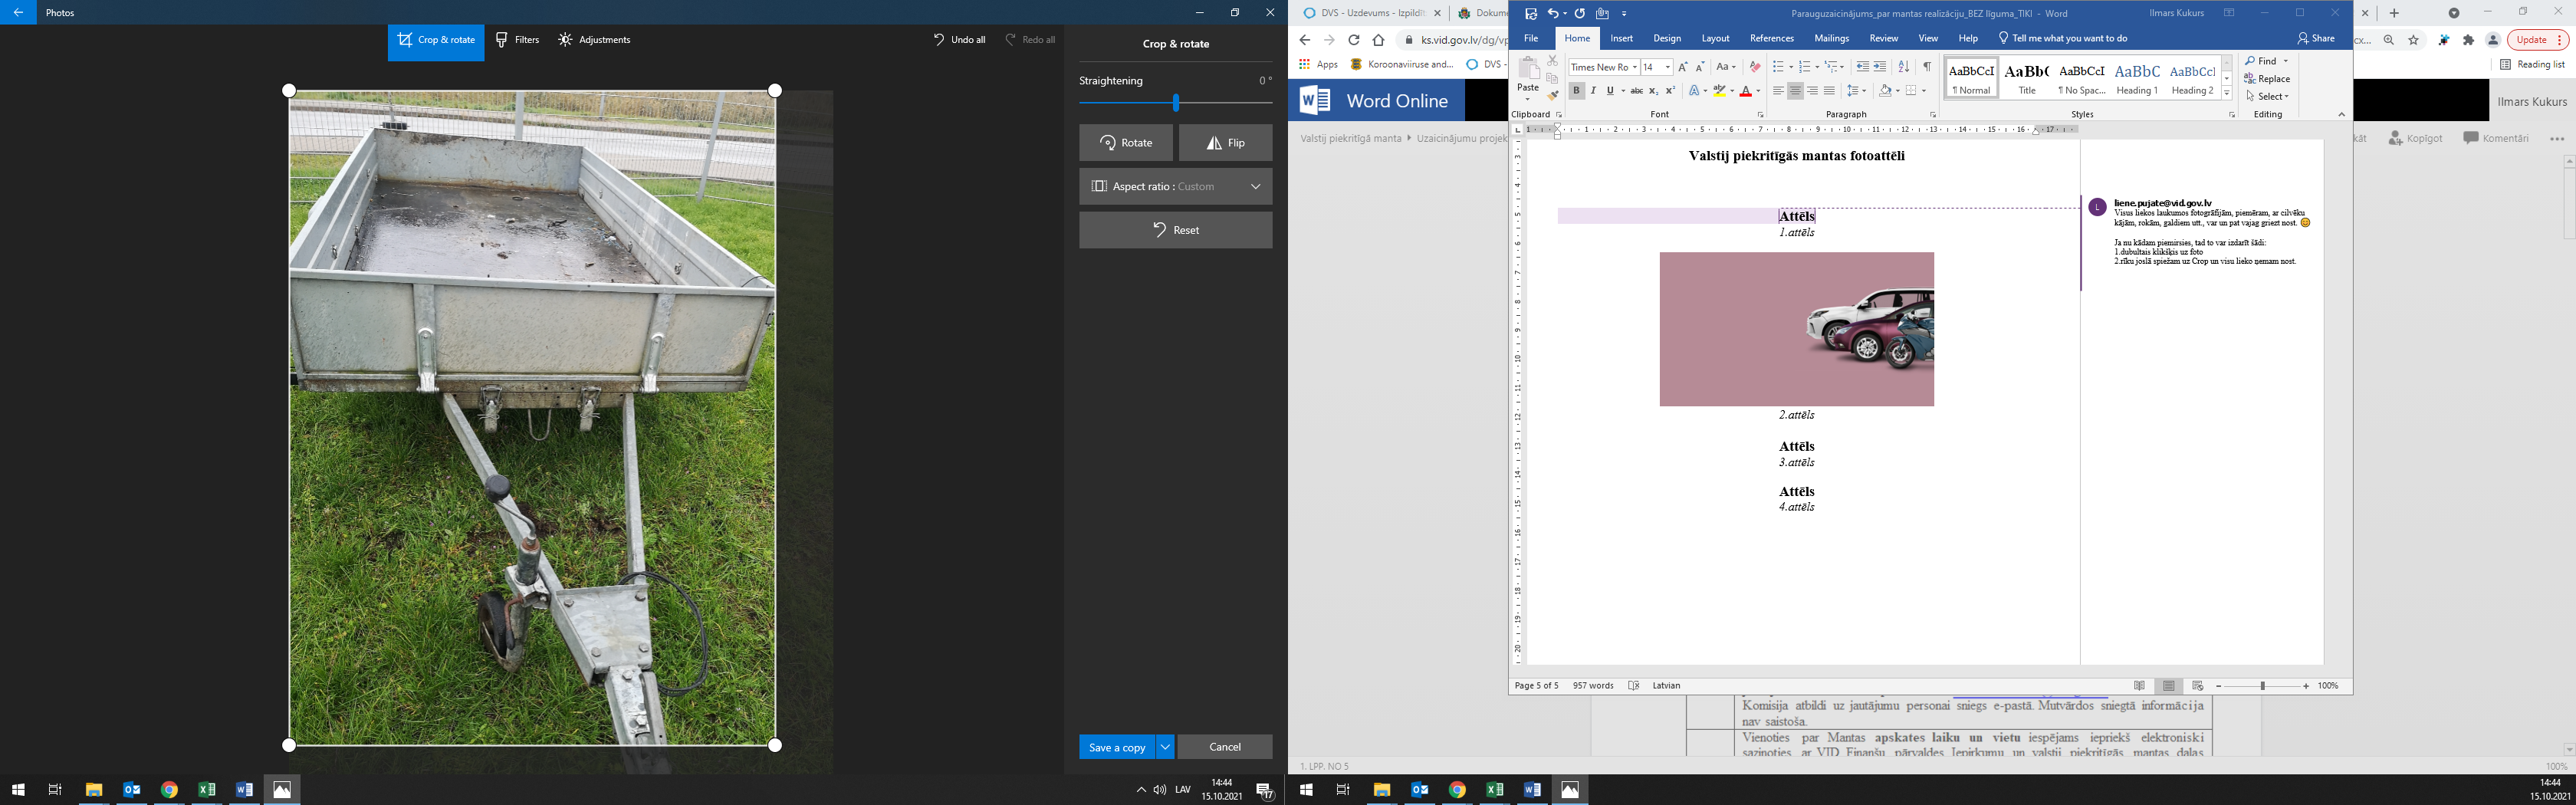 Photos
Crop & rotate
Filters
Adjustments
Undo all
Redo all
Crop & rotate
Straightening
0 °
Rotate
Flip
Aspect ratio : Custom
Reset
Save a copy
Cancel
LAV
14:44
15.10.2021
17
DVS - Uzdevums - Izpildīt
Dokume
ks.vid.gov.lv/dg/vp
Update
Apps
Koroonaviiruse and...
DVS -
Reading list
Word Online
Ilmars Kukurs
Valstij piekritīgā manta
Uzaicinājumu projek
kāt
Kopīgot
Komentāri
Parauguzaicinājums_par mantas realizāciju_BEZ līguma_TIKI - Word
Ilmars Kukurs
File
Home
Insert
Design
Layout
References
Mailings
Review
View
Help
Tell me what you want to do
Share
Paste
Clipboard
Times New Ro
14
Font
Paragraph
AaBbCcI
¶ Normal
AaBb(
Title
AaBbCcI
¶ No Spac...
AaBbC
Heading 1
AaBbCcI
Heading 2
Styles
Find
Replace
Select
Editing
Valstij piekritīgās mantas fotoattēli
Attēls
1.attēls
2.attēls
Attēls
3.attēls
Attēls
4.attēls
L
liene.pujate@vid.gov.lv
Visus liekos laukumos fotogrāfijām, piemēram, ar cilvēku
kājām, rokām, galdiem utt., var un pat vajag griezt nost. 😊
Ja nu kādam piemirsies, tad to var izdarīt šādi:
1.dubultais klikšķis uz foto
2.rīku joslā spiežam uz Crop un visu lieko ņemam nost.
Page 5 of 5
957 words
Latvian
100%
Komisija atbildi uz jautājumu personai sniegs e-pastā. Mutvārdos sniegtā informācija
nav saistoša.
Vienoties par Mantas apskates laiku un vietu iespējams iepriekš elektroniski
sazinoties ar VID Finanšu pārvaldes Iepirkumu un valstij piekritīgās mantas daļas
1. LPP. NO 5
100%
14:44
15.10.2021